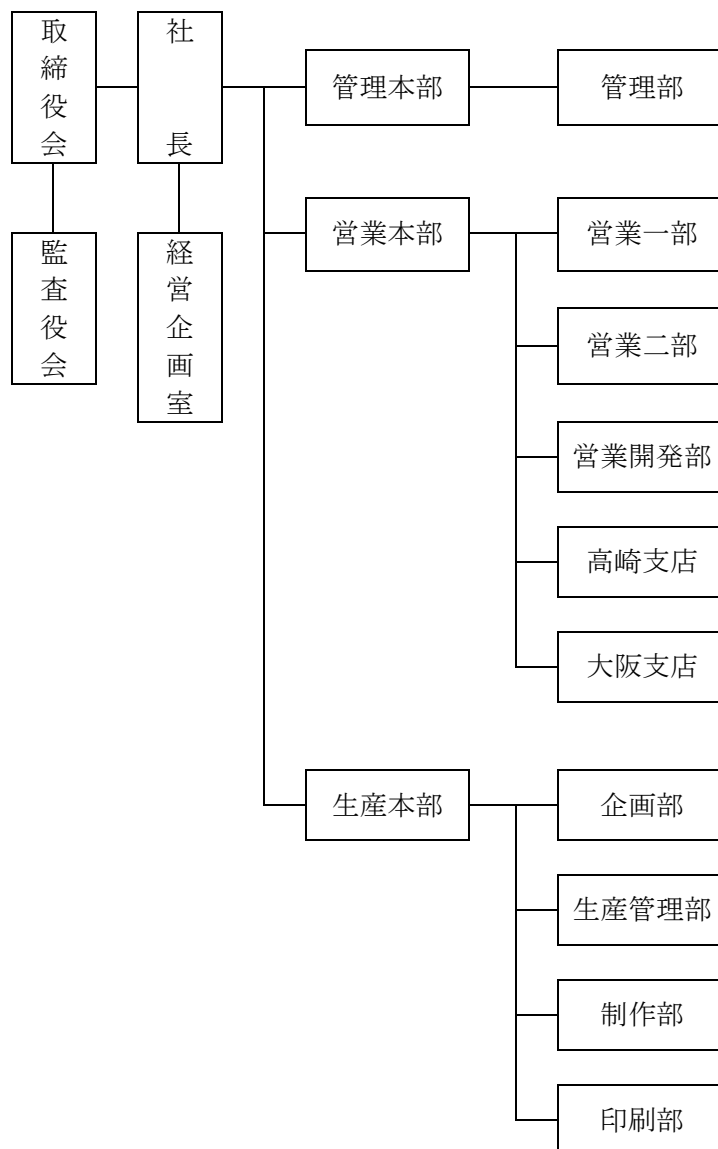 取締役会
社長
管理本部
管理部
監査役会
経営企画室
営業本部
営業一部
営業二部
営業開発部
高崎支店
大阪支店
生産本部
企画部
生産管理部
制作部
印刷部